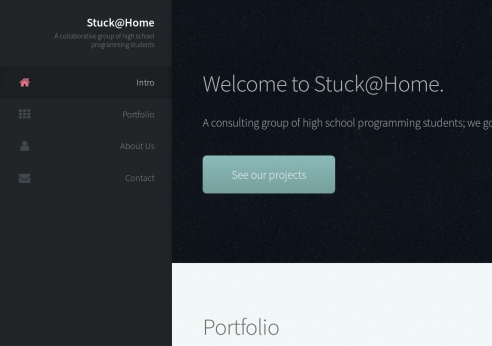 Stuck@Home
A collaborative group of high school
programming students
Intro
Portfolio
About Us
Contact
Welcome to Stuck@Home.
A consulting group of high school programming students; we go
See our projects
Portfolio